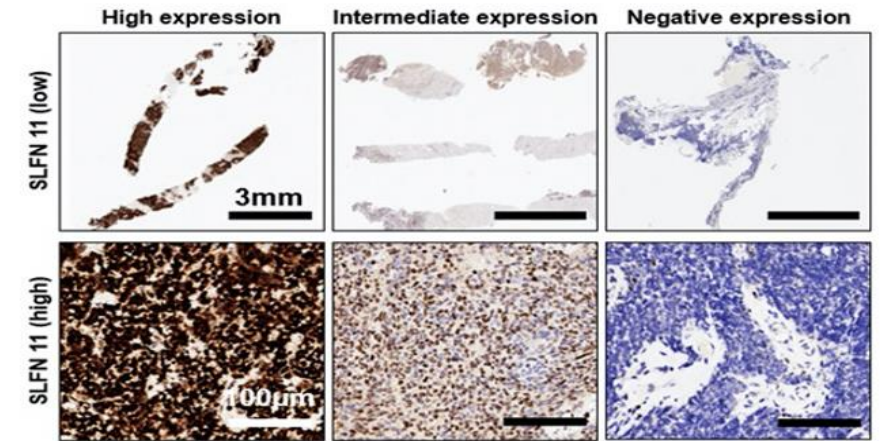 High expression Intermediate expression Negative expression
SLFN 11 (low)
3mm
SLFN 11 (high)
100μm